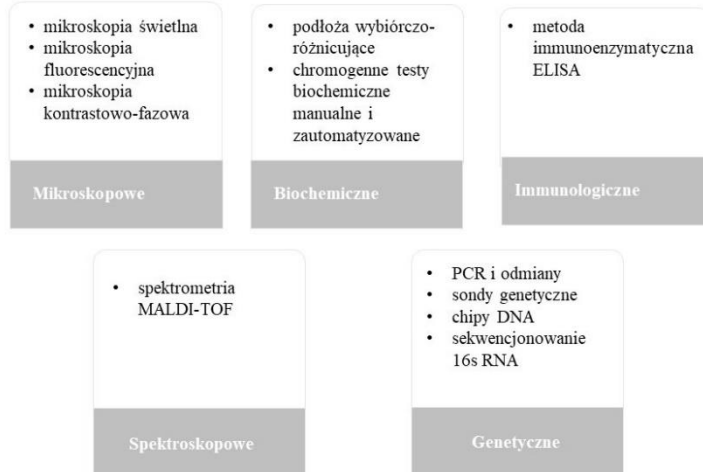 • mikroskopia świetlna
• mikroskopia
fluorescencyjna
• mikroskopia
kontrastowo-fazowa
Mikroskopowe
• podłoża wybiórczo-
różnicujące
• chromogenne testy
biochemiczne
manualne i
zautomatyzowane
Biochemiczne
• metoda
immunoenzymatyczna
ELISA
Immunologiczne
• spektrometria
MALDI-TOF
Spektroskopowe
• PCR i odmiany
• sondy genetyczne
• chipy DNA
• sekwencjonowanie
16s RNA
Genetyczne